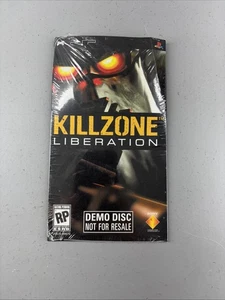 KILLZONE
LIBERATION
RP
DEMO DISC
NOT FOR RESALE